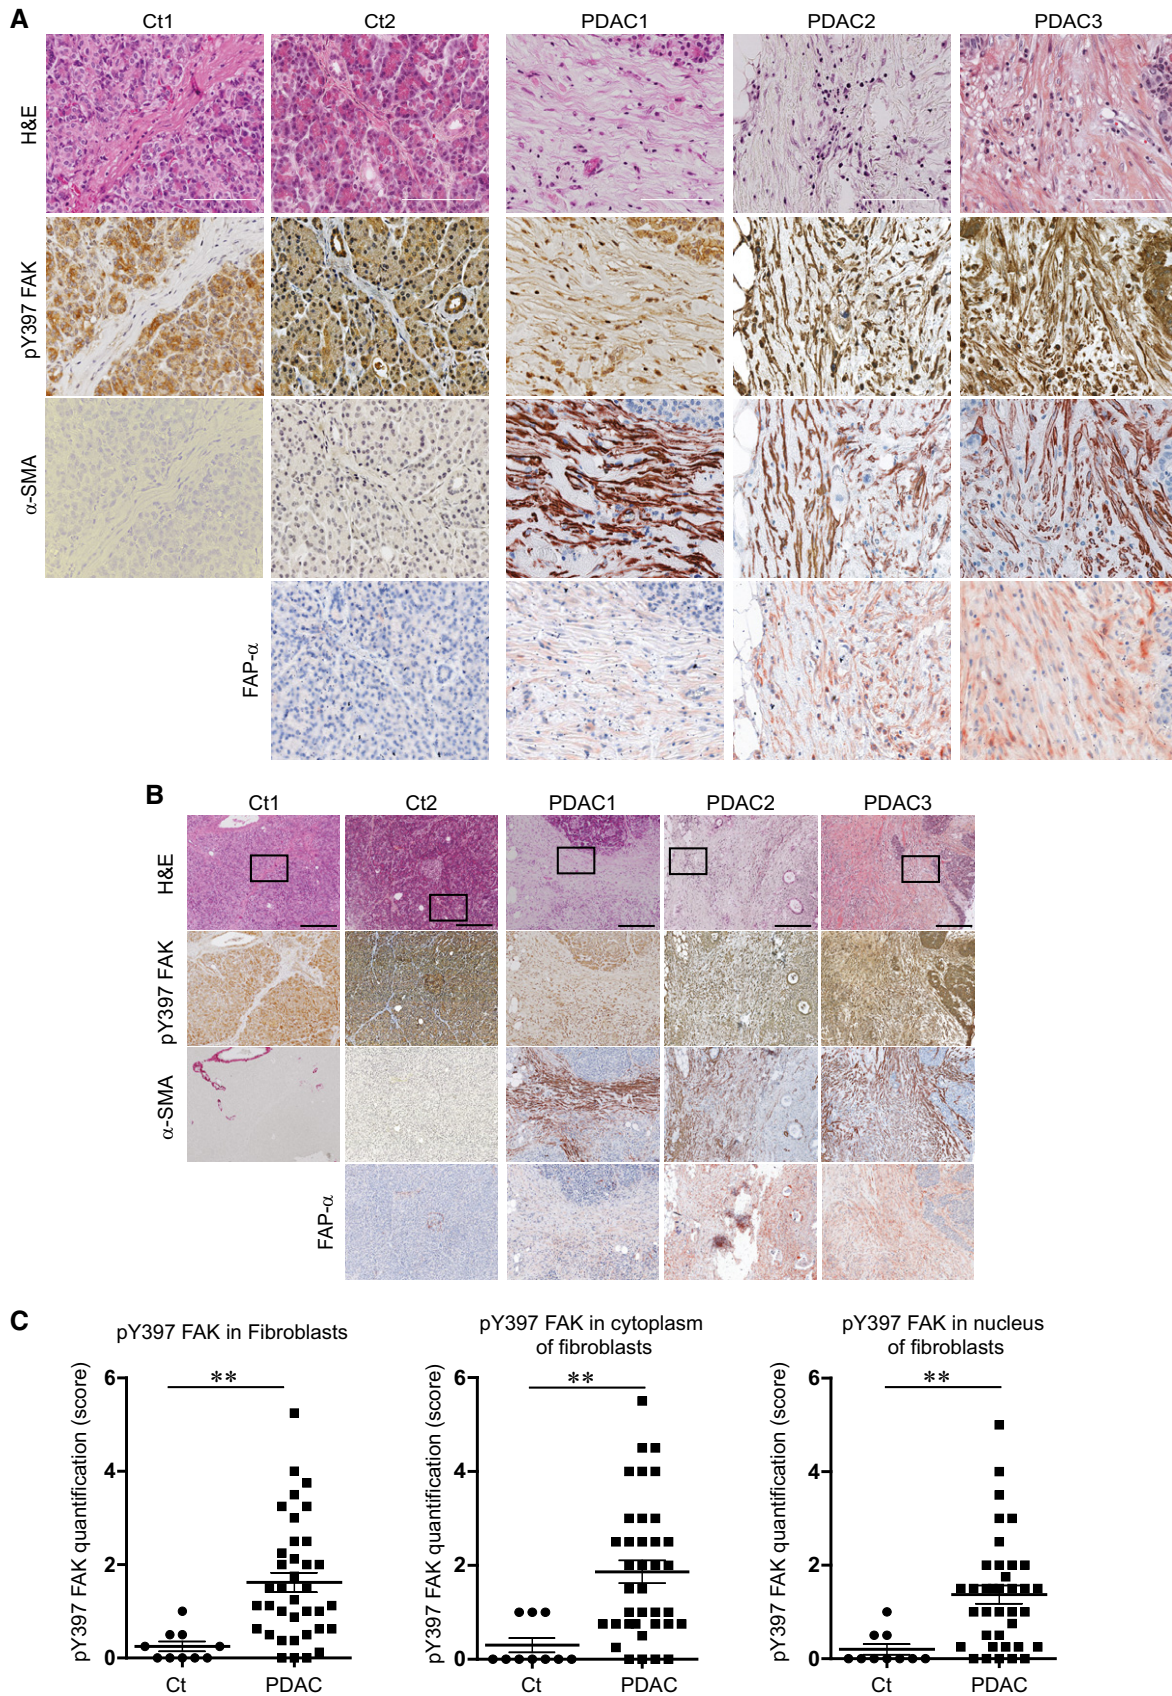 A
Ct1 Ct2 PDAC1 PDAC2 PDAC3
H&E
pY397 FAK
α-SMA
FAP-α
B
Ct1 Ct2 PDAC1 PDAC2 PDAC3
H&E
pY397 FAK
α-SMA
FAP-α
C
pY397 FAK in Fibroblasts
pY397 FAK quantification (score)
6
4
2
0
**
Ct PDAC
pY397 FAK in cytoplasm
of fibroblasts
pY397 FAK quantification (score)
6
4
2
0
**
Ct PDAC
pY397 FAK in nucleus
of fibroblasts
pY397 FAK quantification (score)
6
4
2
0
**
Ct PDAC